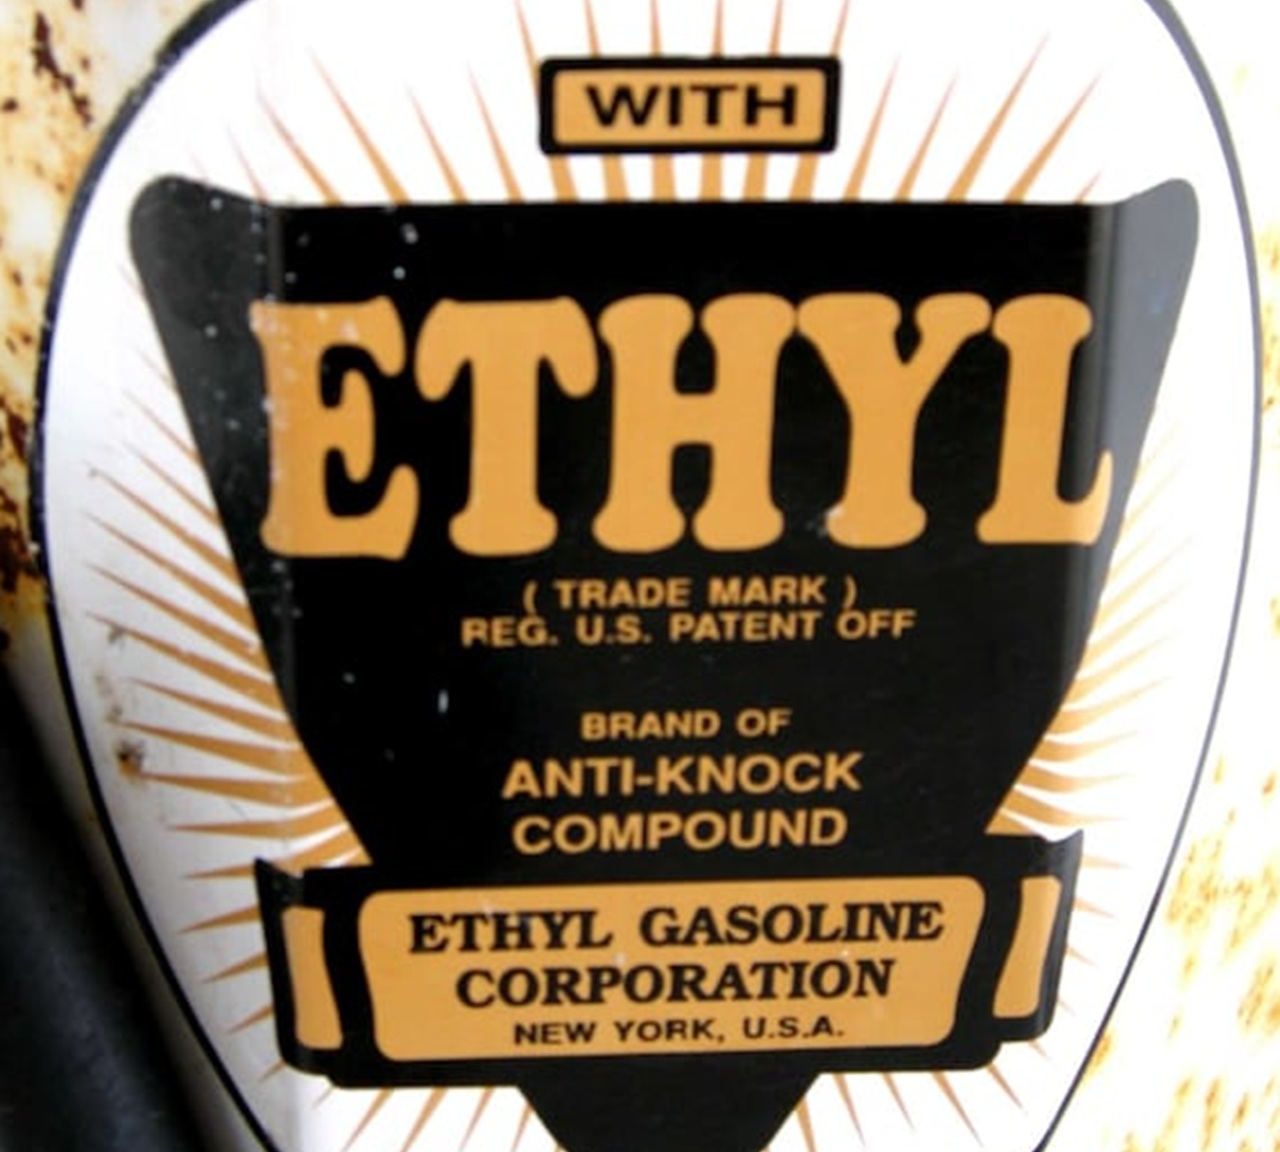 WITH
ETHYL
( TRADE MARK )
REG. U.S. PATENT OFF
BRAND OF
ANTI-KNOCK
COMPOUND
ETHYL GASOLINE
CORPORATION
NEW YORK, U.S.A.